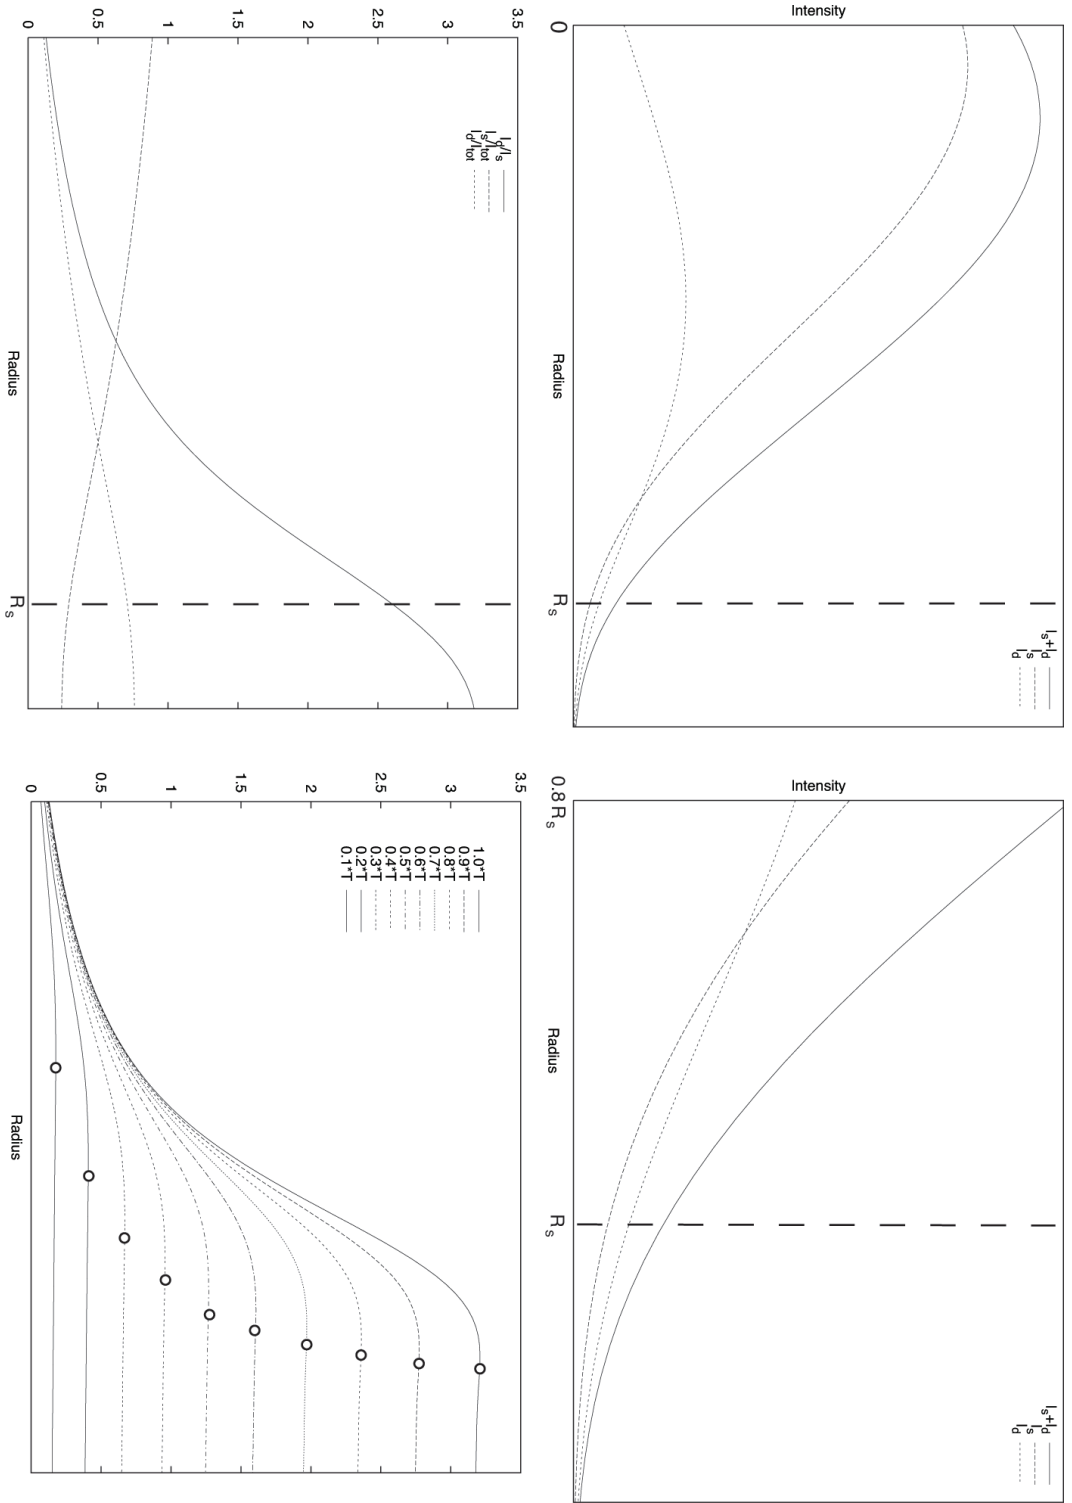 Intensity
I_s+I_d
I_s
I_d
0
R_s
Radius
Intensity
I_s+I_d
I_s
I_d
0.8 R_s
R_s
Radius
3.5
3
2.5
2
1.5
1
0.5
0
I_d/I_s
I_s/I_tot
I_d/I_tot
R_s
Radius
3.5
3
2.5
2
1.5
1
0.5
0
1.0*T
0.9*T
0.8*T
0.7*T
0.6*T
0.5*T
0.4*T
0.3*T
0.2*T
0.1*T
Radius